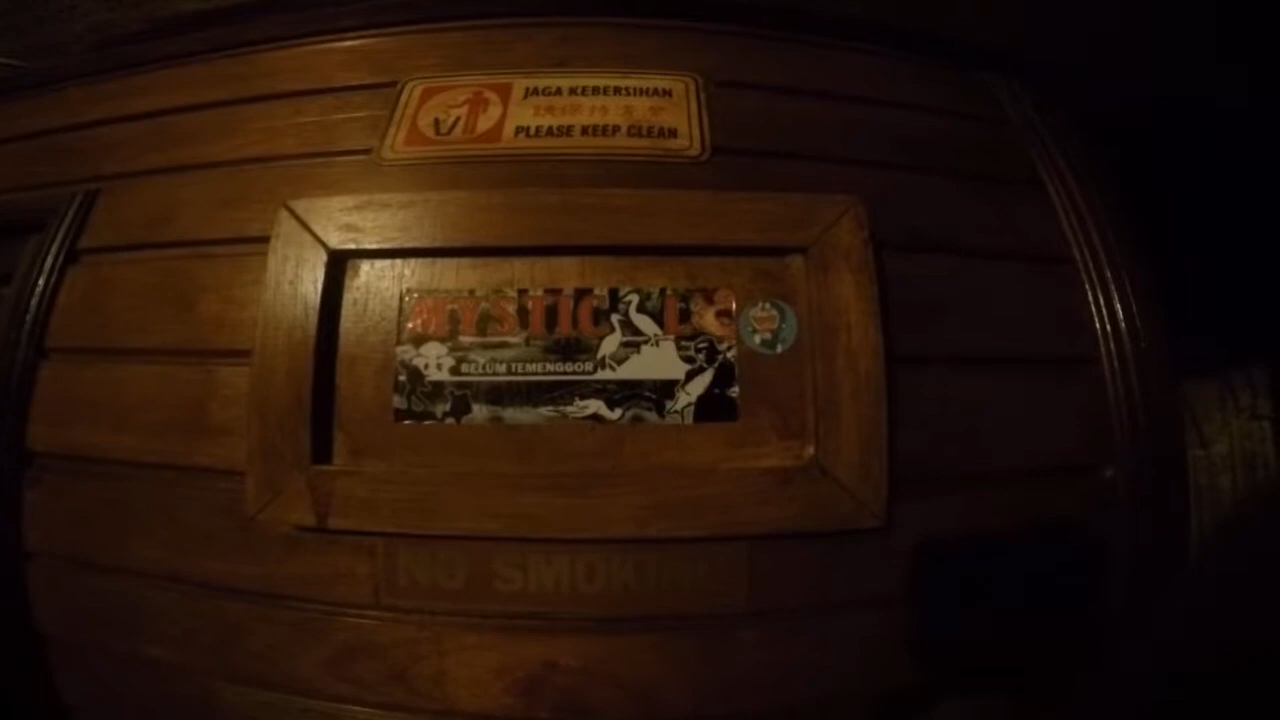 JAGA KEBERSIHAN
PLEASE KEEP CLEAN
MYSTIC
BELUM TEMENGGOR
NO SMOKING